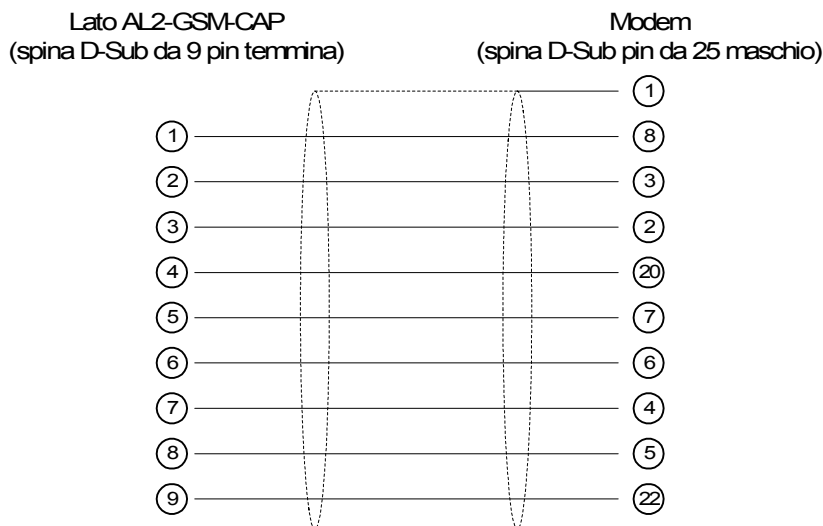 Lato AL2-GSM-CAP
(spina D-Sub da 9 pin temmina)
Modem
(spina D-Sub pin da 25 maschio)
1
1 8
2 3
3 2
4 20
5 7
6 6
7 4
8 5
9 22